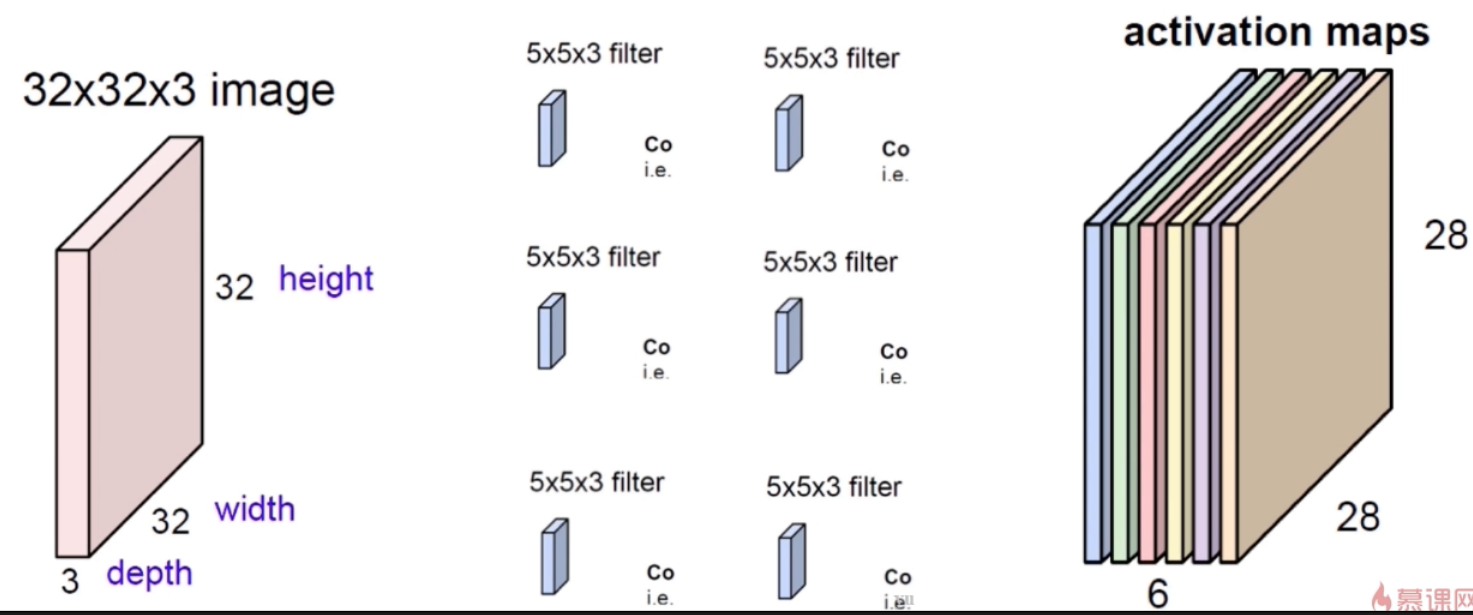 32x32x3 image
32 height
32 width
3 depth
5x5x3 filter
Co
i.e.
5x5x3 filter
Co
i.e.
5x5x3 filter
Co
i.e.
5x5x3 filter
Co
i.e.
5x5x3 filter
Co
i.e.
5x5x3 filter
Co
i.e.
activation maps
28
28
6
慕课网